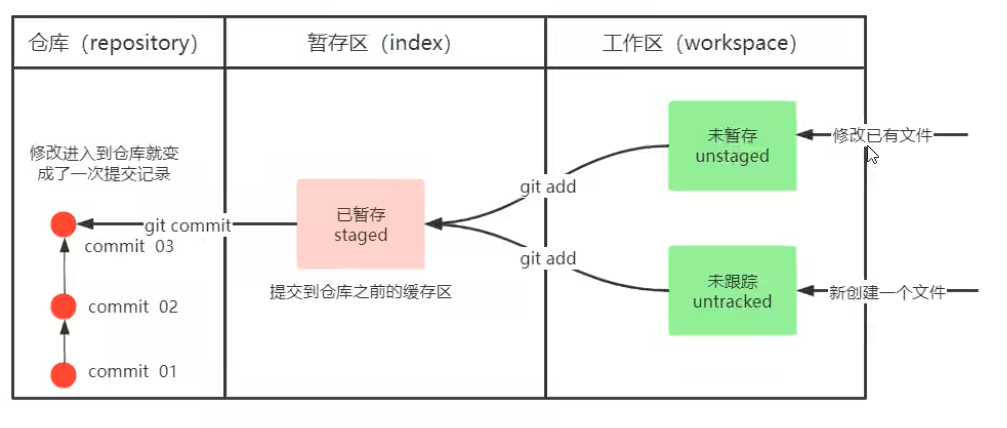 仓库（repository）
暂存区（index）
工作区（workspace）
修改进入到仓库就变
成了一次提交记录
未暂存
unstaged
修改已有文件
git add
已暂存
staged
git commit
commit 03
git add
提交到仓库之前的缓存区
未跟踪
untracked
新创建一个文件
commit 02
commit 01